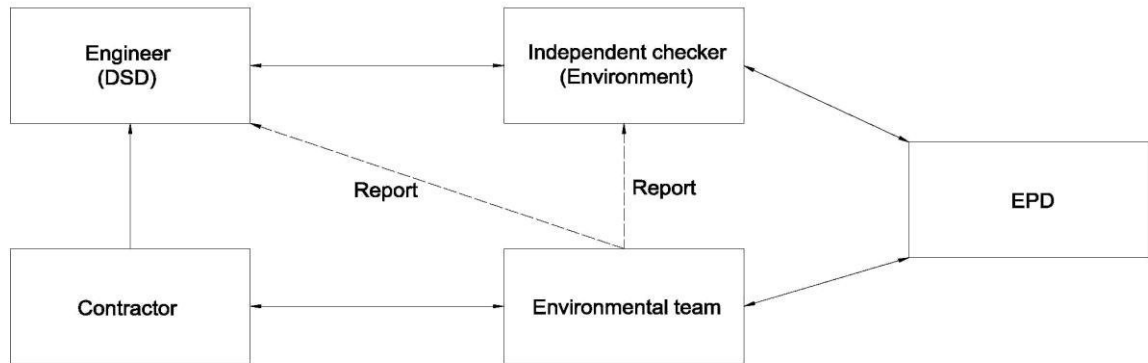 Engineer
(DSD)
Independent checker
(Environment)
Report
Report
EPD
Contractor
Environmental team